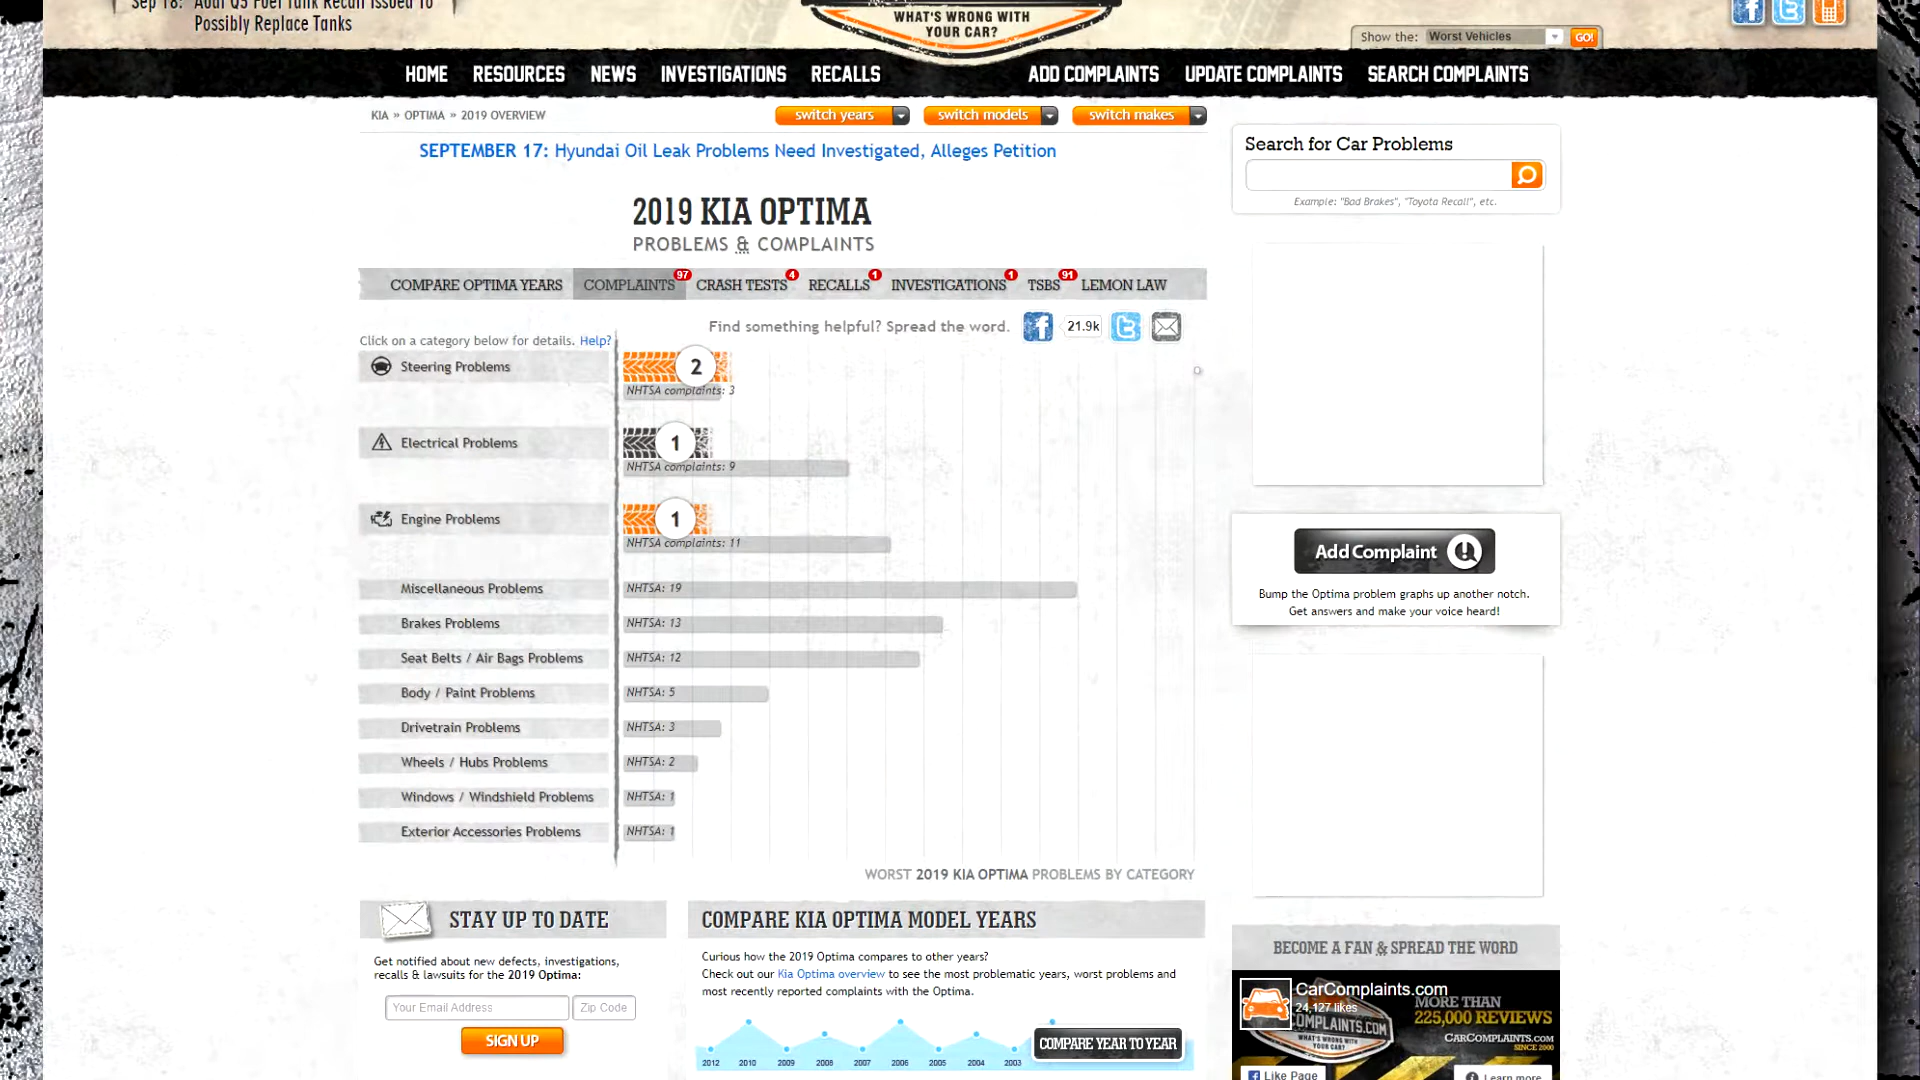 Sep 18: Audi Q5 Fuel Tank Recall Issued To
Possibly Replace Tanks
WHAT'S WRONG WITH
YOUR CAR?
Show the: Worst Vehicles GO!
HOME RESOURCES NEWS INVESTIGATIONS RECALLS ADD COMPLAINTS UPDATE COMPLAINTS SEARCH COMPLAINTS
KIA » OPTIMA » 2019 OVERVIEW
switch years switch models switch makes
SEPTEMBER 17: Hyundai Oil Leak Problems Need Investigated, Alleges Petition
2019 KIA OPTIMA
PROBLEMS & COMPLAINTS
COMPARE OPTIMA YEARS COMPLAINTS 97 CRASH TESTS 4 RECALLS 1 INVESTIGATIONS 1 TSBS 91 LEMON LAW
Find something helpful? Spread the word. 21.9k
Click on a category below for details. Help?
Steering Problems 2
NHTSA complaints: 3
Electrical Problems 1
NHTSA complaints: 9
Engine Problems 1
NHTSA complaints: 11
Miscellaneous Problems NHTSA: 19
Brakes Problems NHTSA: 13
Seat Belts / Air Bags Problems NHTSA: 12
Body / Paint Problems NHTSA: 5
Drivetrain Problems NHTSA: 3
Wheels / Hubs Problems NHTSA: 2
Windows / Windshield Problems NHTSA: 1
Exterior Accessories Problems NHTSA: 1
WORST 2019 KIA OPTIMA PROBLEMS BY CATEGORY
STAY UP TO DATE
Get notified about new defects, investigations,
recalls & lawsuits for the 2019 Optima:
Your Email Address Zip Code
SIGN UP
COMPARE KIA OPTIMA MODEL YEARS
Curious how the 2019 Optima compares to other years?
Check out our Kia Optima overview to see the most problematic years, worst problems and
most recently reported complaints with the Optima.
2012 2010 2009 2008 2007 2006 2005 2004 2003
COMPARE YEAR TO YEAR
Search for Car Problems
Example: "Bad Brakes", "Toyota Recall", etc.
Add Complaint
Bump the Optima problem graphs up another notch.
Get answers and make your voice heard!
BECOME A FAN & SPREAD THE WORD
CarComplaints.com
24,127 likes
MORE THAN
225,000 REVIEWS
COMPLAINTS.COM
WHAT'S WRONG WITH
YOUR CAR?
CARCOMPLAINTS.COM
SINCE 2000
Like Page Learn more